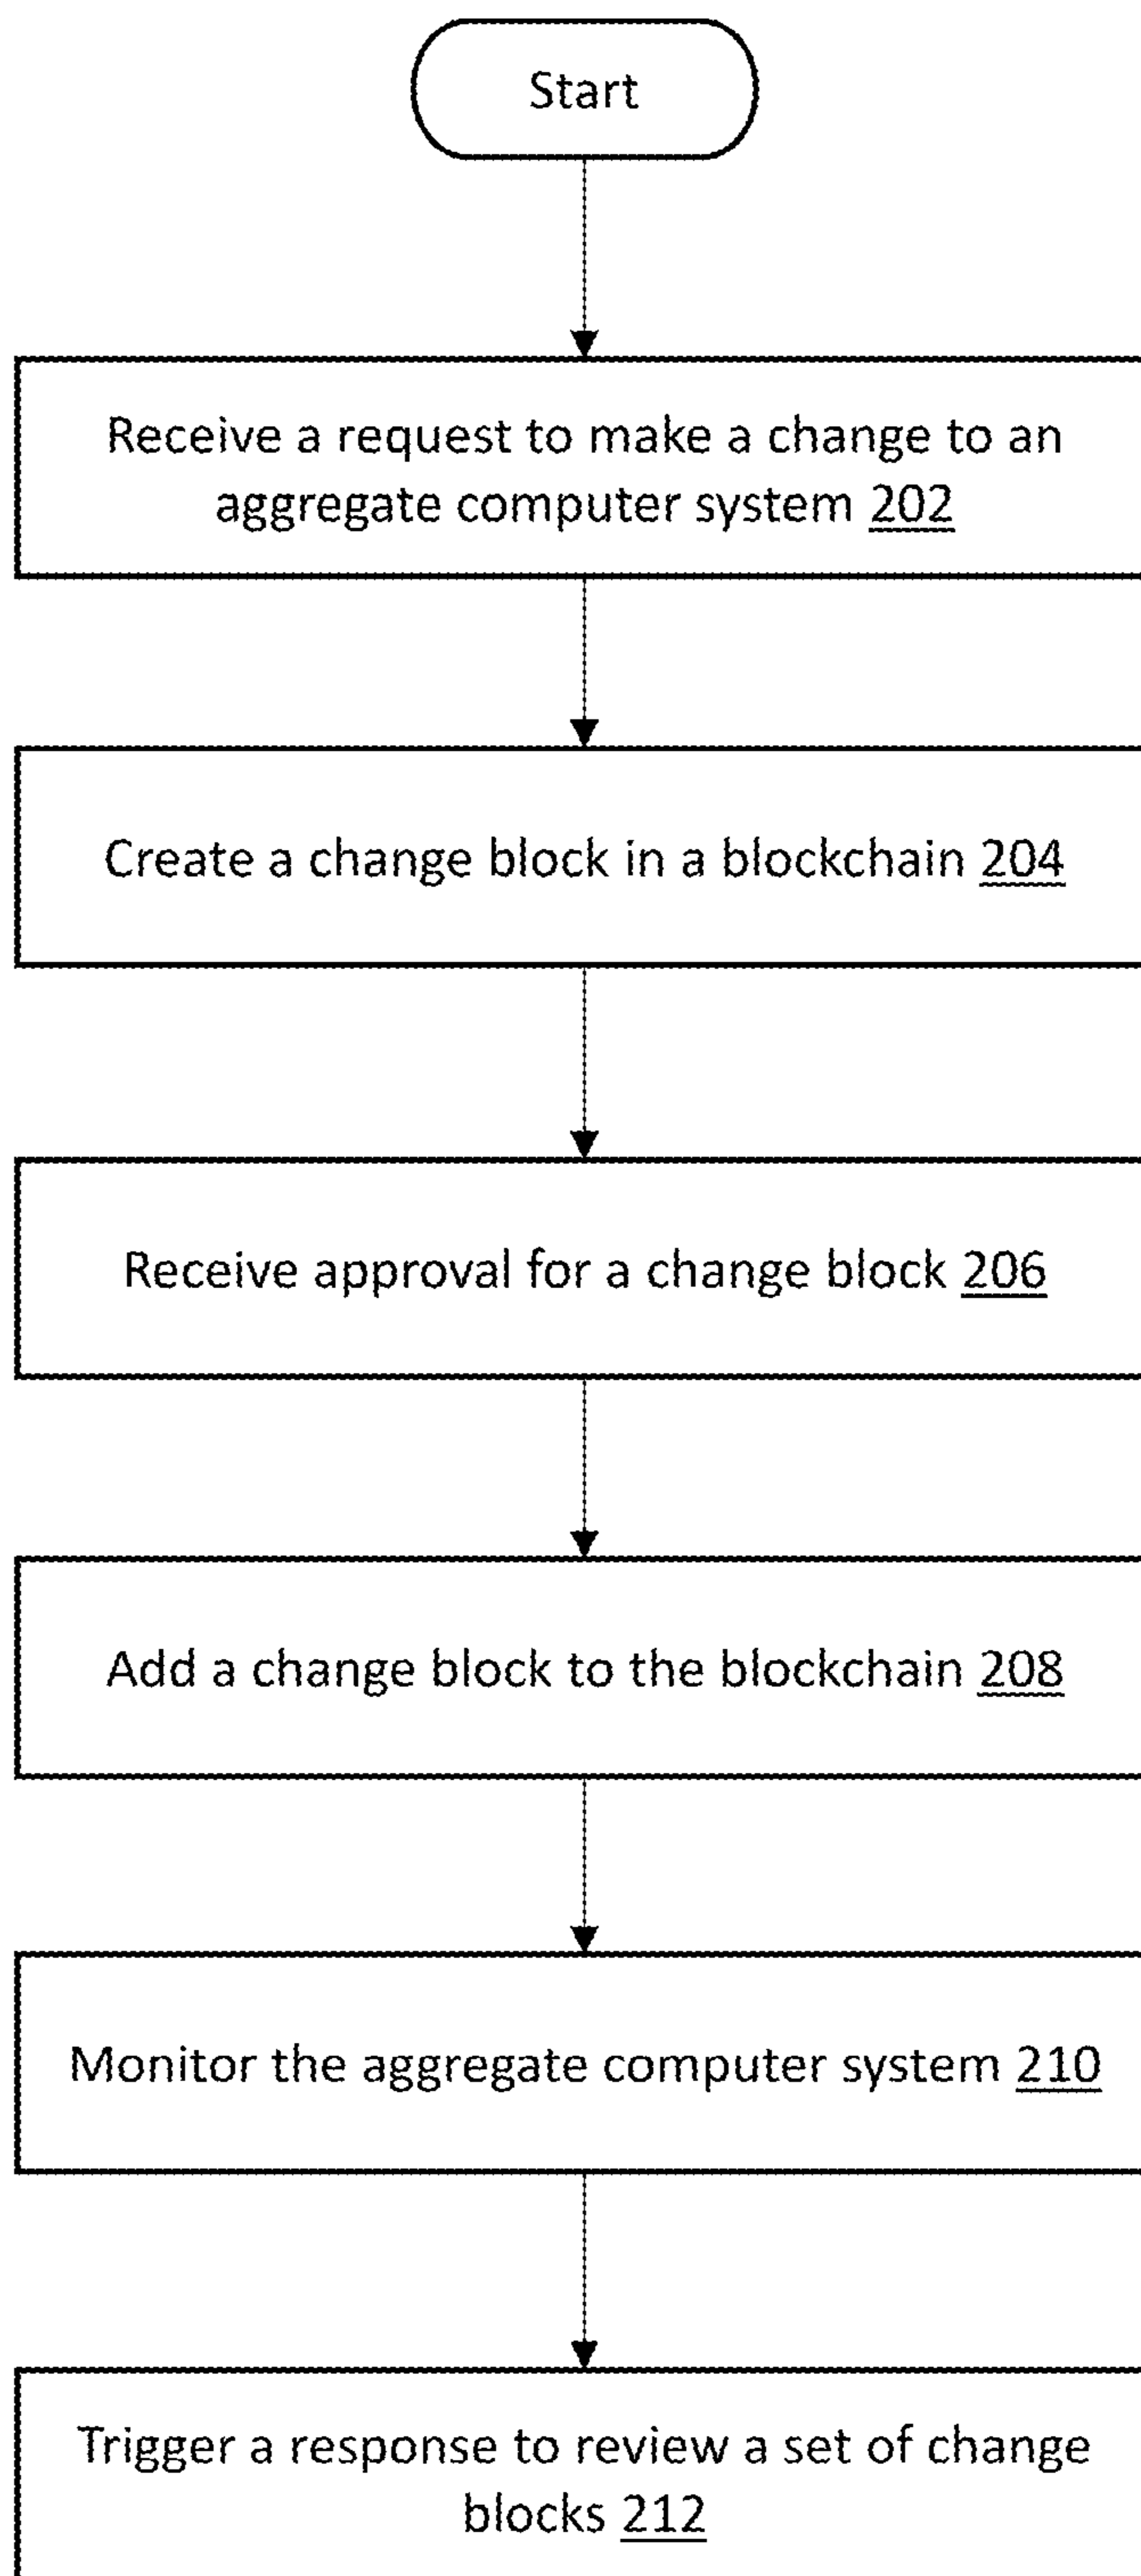 Start
Receive a request to make a change to an
aggregate computer system 202
Create a change block in a blockchain 204
Receive approval for a change block 206
Add a change block to the blockchain 208
Monitor the aggregate computer system 210
Trigger a response to review a set of change
blocks 212